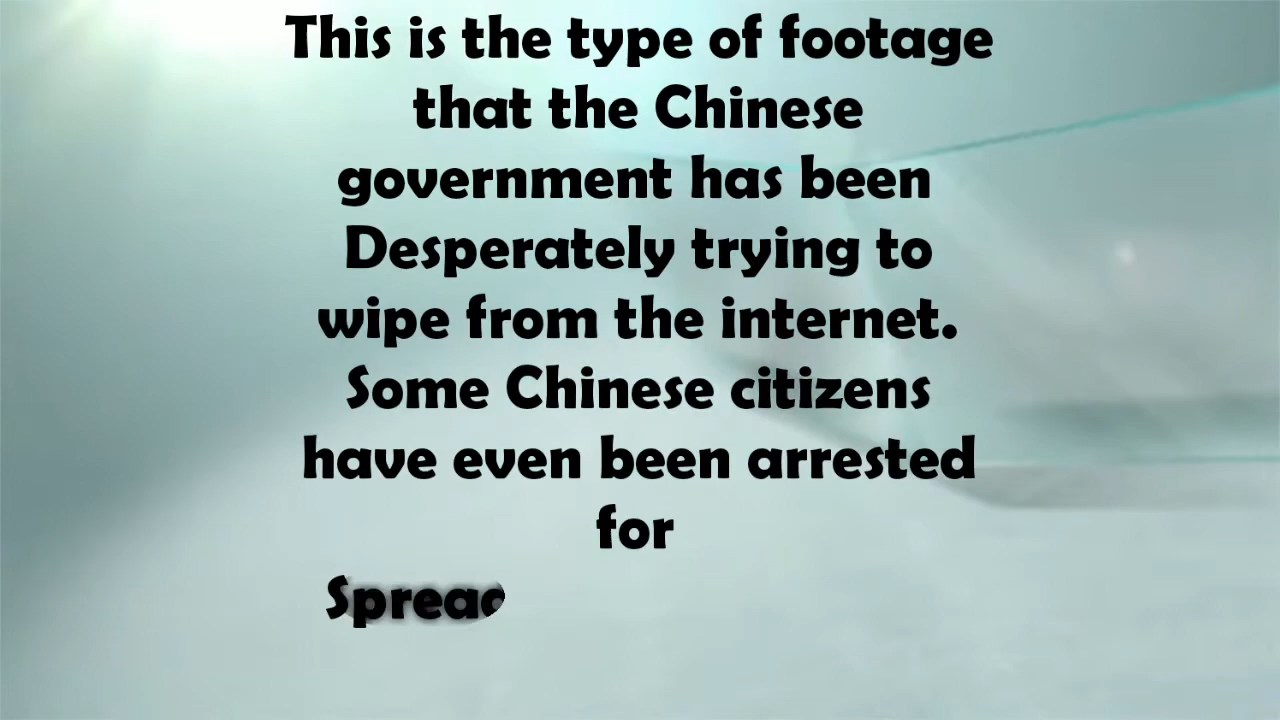 This is the type of footage
that the Chinese
government has been
Desperately trying to
wipe from the internet.
Some Chinese citizens
have even been arrested
for